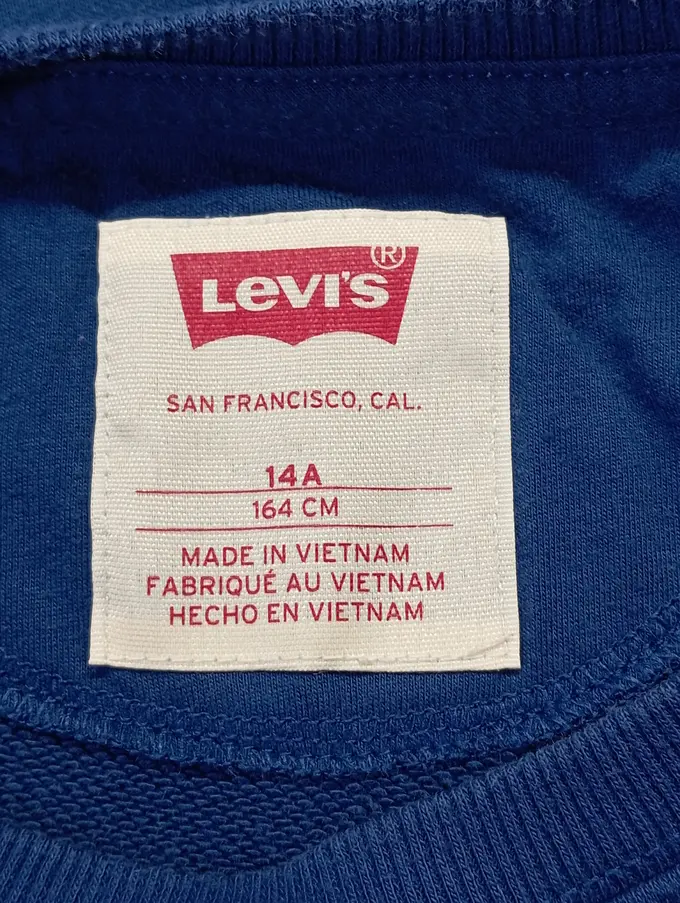 LEVI'S®
SAN FRANCISCO, CAL.
14A
164 CM
MADE IN VIETNAM
FABRIQUÉ AU VIETNAM
HECHO EN VIETNAM